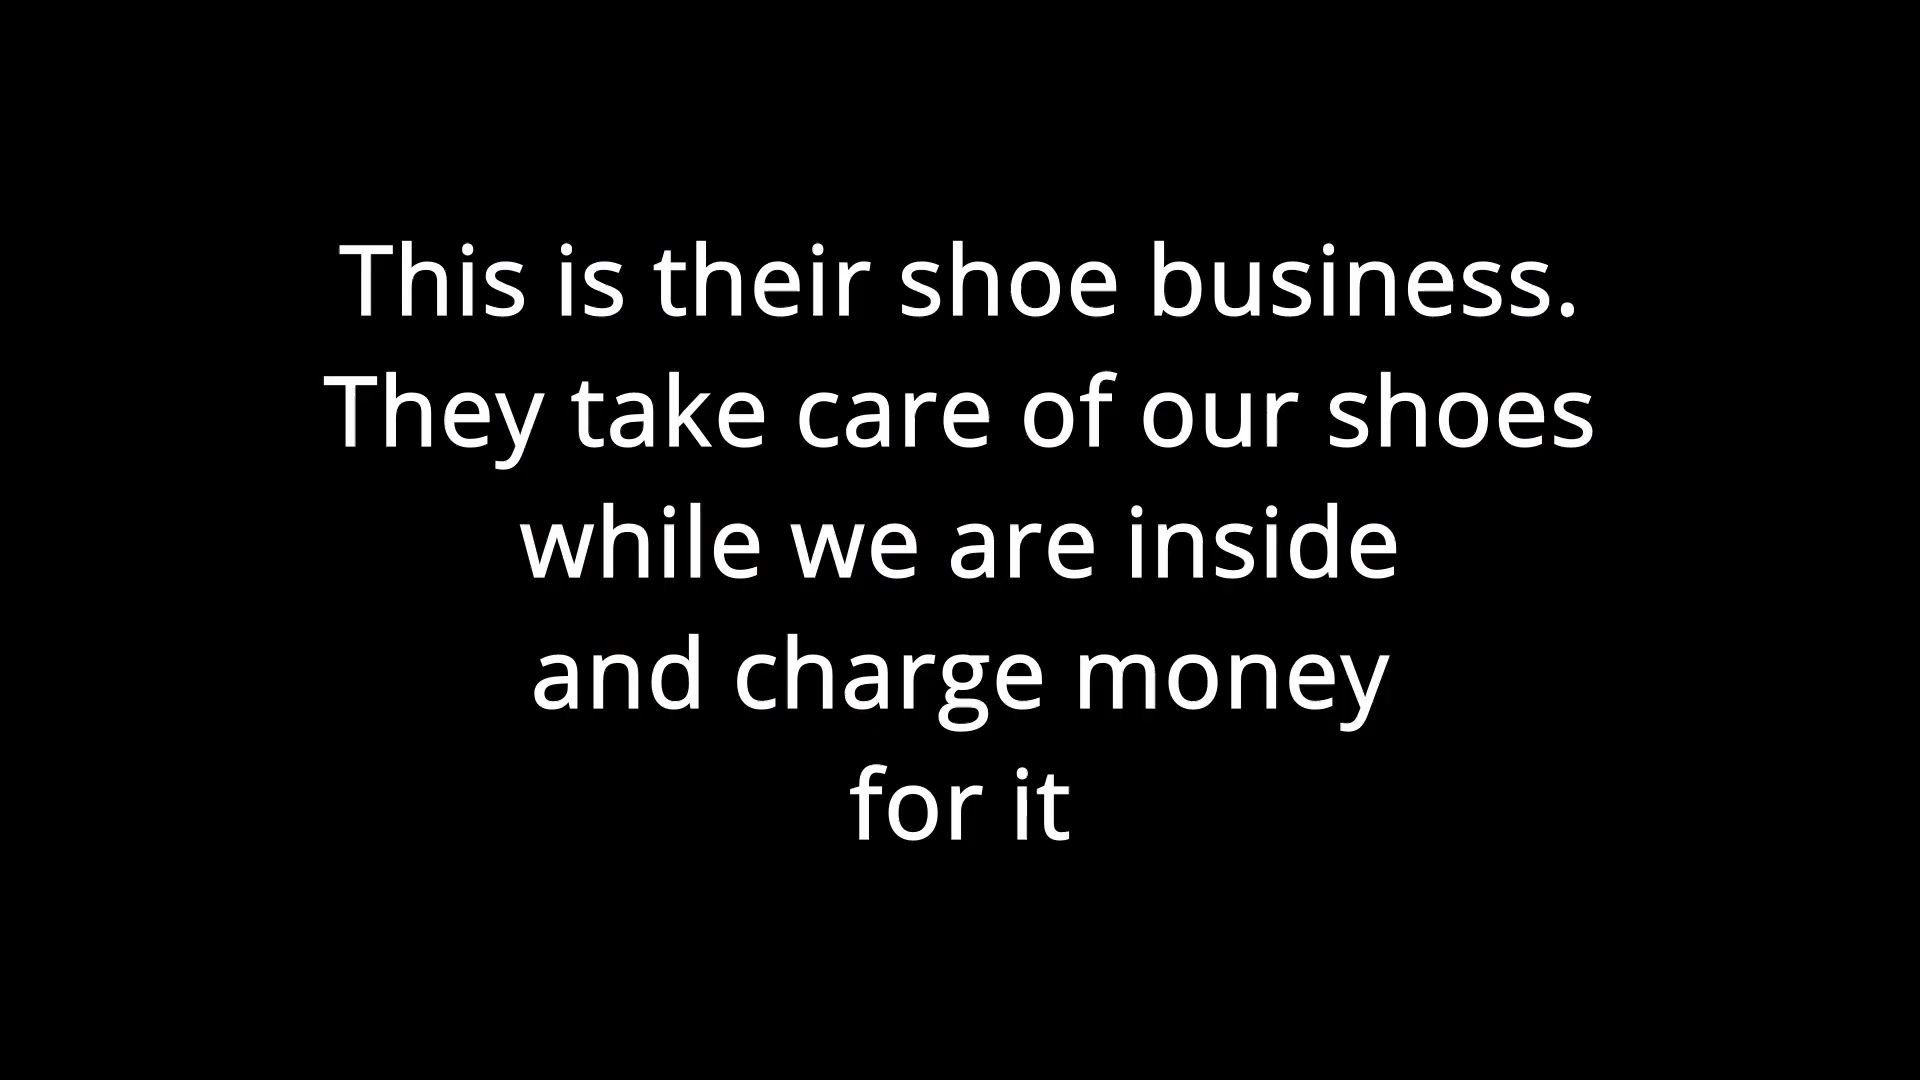 This is their shoe business.
They take care of our shoes
while we are inside
and charge money
for it